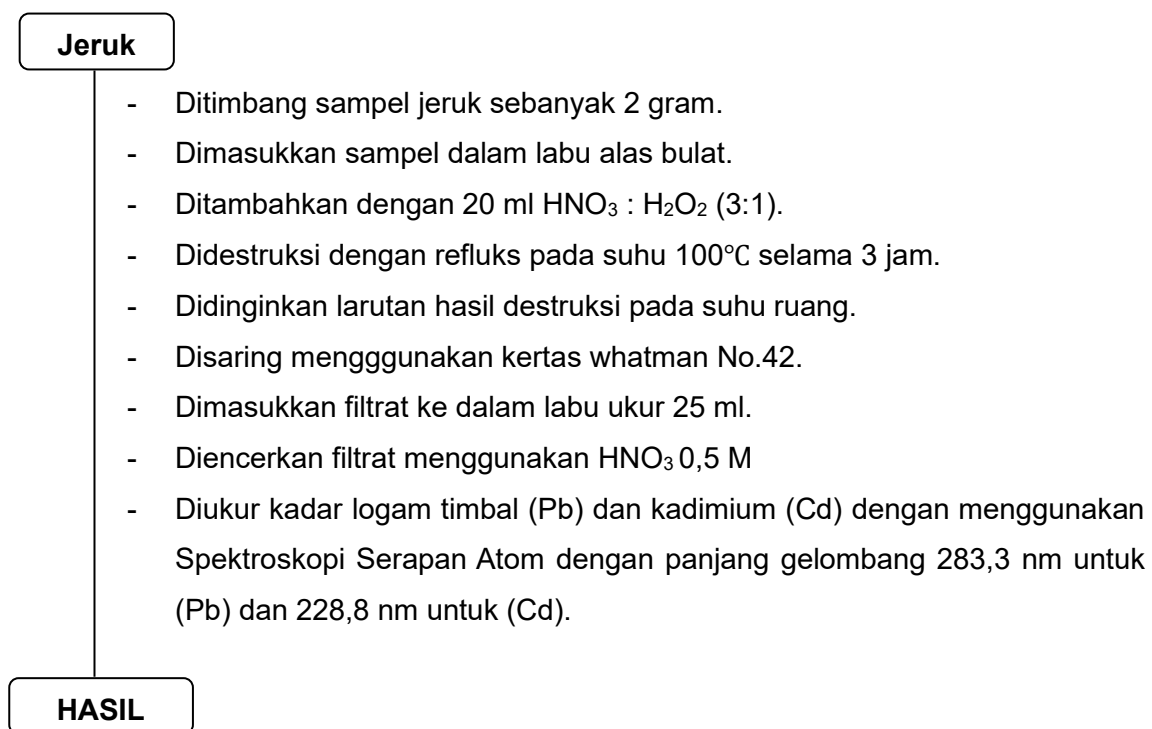 Jeruk
- Ditimbang sampel jeruk sebanyak 2 gram.
- Dimasukkan sampel dalam labu alas bulat.
- Ditambahkan dengan 20 ml HNO₃ : H₂O₂ (3:1).
- Didestruksi dengan refluks pada suhu 100℃ selama 3 jam.
- Didinginkan larutan hasil destruksi pada suhu ruang.
- Disaring mengggunakan kertas whatman No.42.
- Dimasukkan filtrat ke dalam labu ukur 25 ml.
- Diencerkan filtrat menggunakan HNO₃ 0,5 M
- Diukur kadar logam timbal (Pb) dan kadimium (Cd) dengan menggunakan
Spektroskopi Serapan Atom dengan panjang gelombang 283,3 nm untuk
(Pb) dan 228,8 nm untuk (Cd).
HASIL